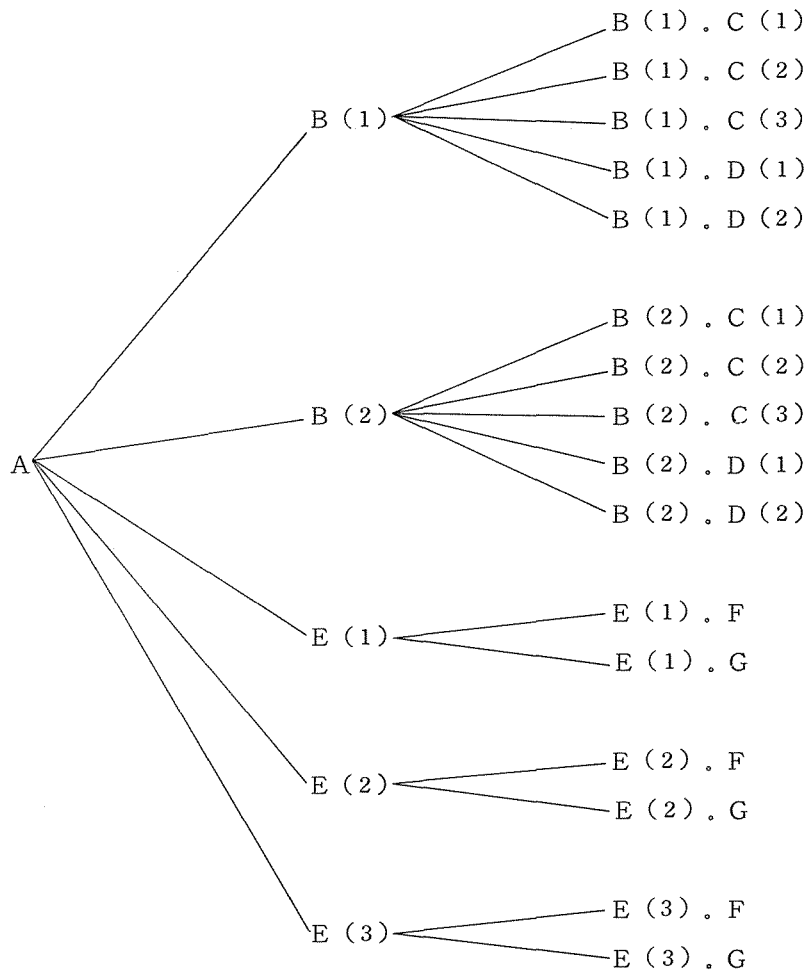 B (1) 。 C (1)
B (1) 。 C (2)
B (1)
B (1) 。 C (3)
B (1) 。 D (1)
B (1) 。 D (2)
B (2) 。 C (1)
B (2) 。 C (2)
B (2)
B (2) 。 C (3)
A
B (2) 。 D (1)
B (2) 。 D (2)
E (1) 。 F
E (1)
E (1) 。 G
E (2) 。 F
E (2)
E (2) 。 G
E (3) 。 F
E (3)
E (3) 。 G